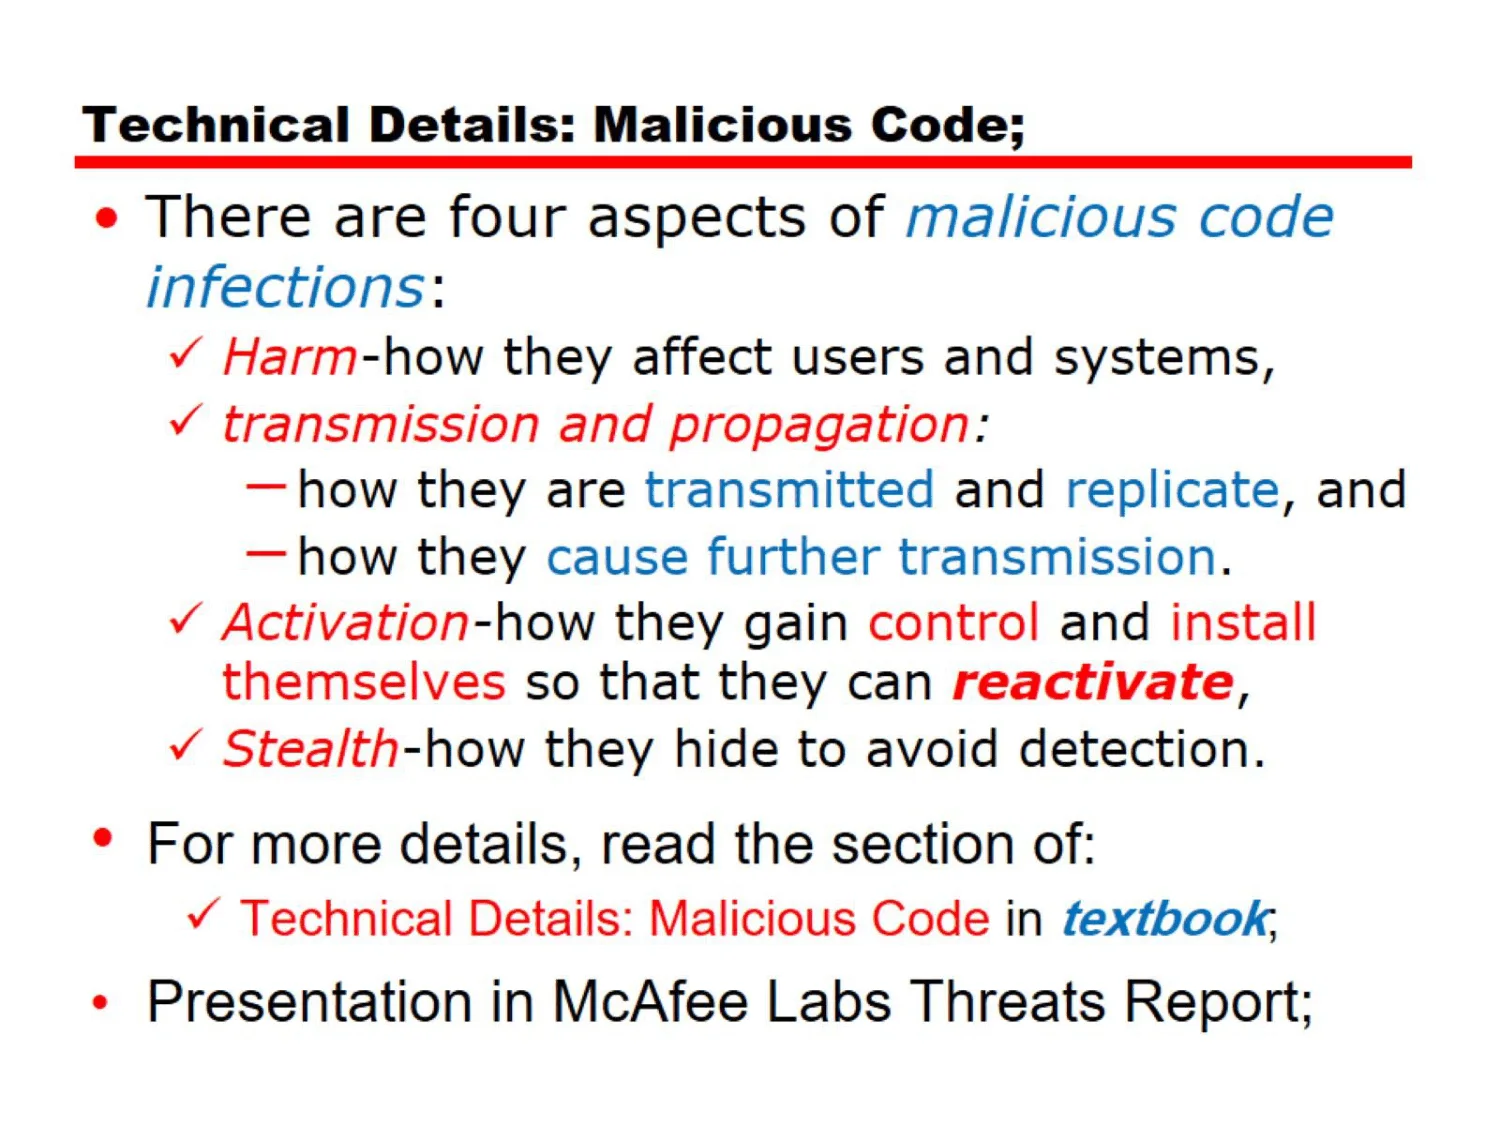 Technical Details: Malicious Code;
• There are four aspects of malicious code
infections:
✓ Harm-how they affect users and systems,
✓ transmission and propagation:
– how they are transmitted and replicate, and
– how they cause further transmission.
✓ Activation-how they gain control and install
themselves so that they can reactivate,
✓ Stealth-how they hide to avoid detection.
• For more details, read the section of:
✓ Technical Details: Malicious Code in textbook;
• Presentation in McAfee Labs Threats Report;